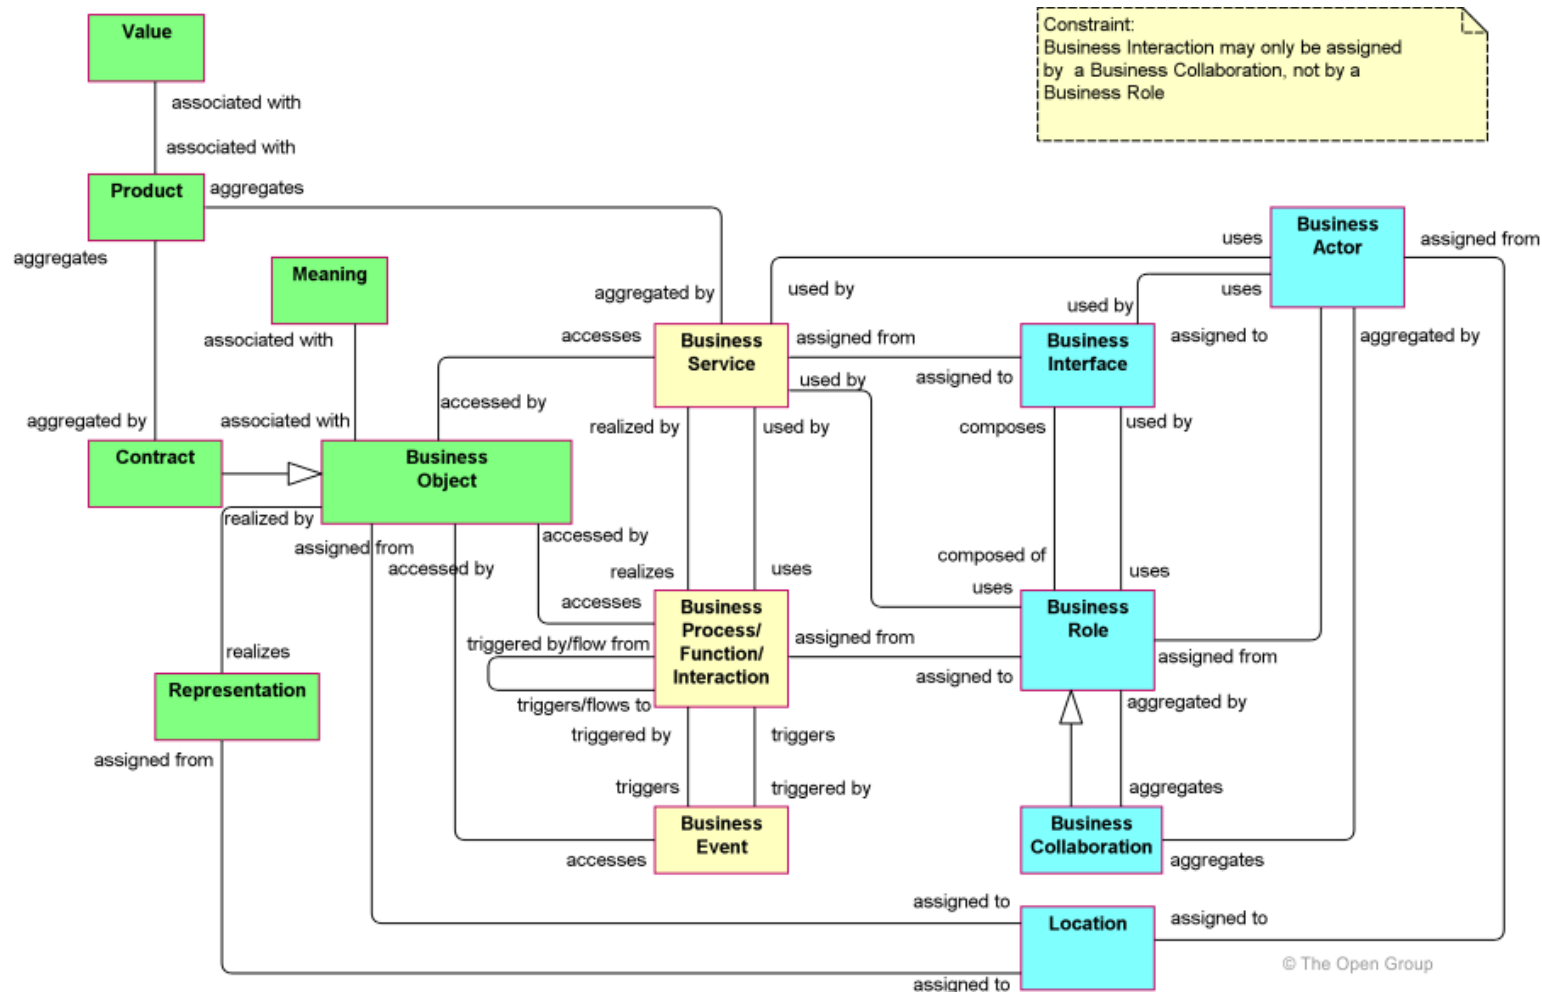 Constraint:
Business Interaction may only be assigned
by  a Business Collaboration, not by a
Business Role
Value
associated with
associated with
Product
aggregates
aggregates
Meaning
associated with
associated with
aggregated by
Contract
Business
Object
aggregated by
accesses
accessed by
Business
Service
used by
uses
Business
Actor
assigned from
uses
used by
assigned to
aggregated by
assigned from
assigned to
Business
Interface
used by
realized by
used by
composes
used by
realized by
assigned from
accessed by
accessed by
realizes
uses
accesses
composed of
uses
uses
Business
Process/
Function/
Interaction
triggered by/flow from
triggers/flows to
assigned from
assigned to
Business
Role
assigned from
realizes
Representation
assigned from
triggered by
triggers
triggers
triggered by
aggregated by
aggregates
Business
Event
accesses
Business
Collaboration
aggregates
assigned to
Location
assigned to
assigned to
© The Open Group